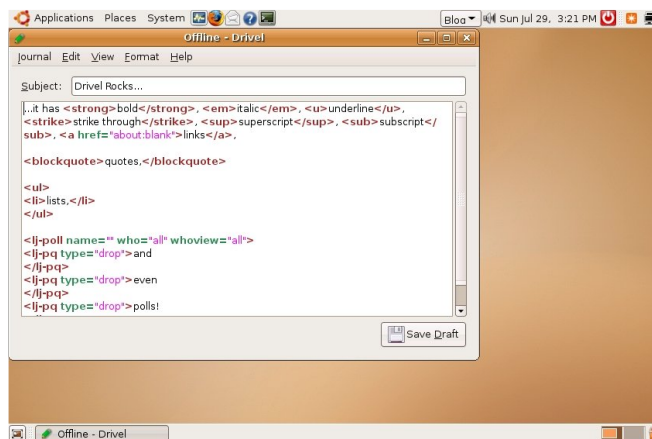 Applications Places System
Blog
Sun Jul 29, 3:21 PM
Offline - Drivel
Journal Edit View Format Help
Subject: Drivel Rocks...
...it has <strong>bold</strong>, <em>italic</em>, <u>underline</u>,
<strike>strike through</strike>, <sup>superscript</sup>, <sub>subscript</
sub>, <a href="about:blank">links</a>,
<blockquote>quotes,</blockquote>
<ul>
<li>lists,</li>
</ul>
<lj-poll name="" who="all" whoview="all">
<lj-pq type="drop">and
</lj-pq>
<lj-pq type="drop">even
</lj-pq>
<lj-pq type="drop">polls!
Save Draft
Offline - Drivel